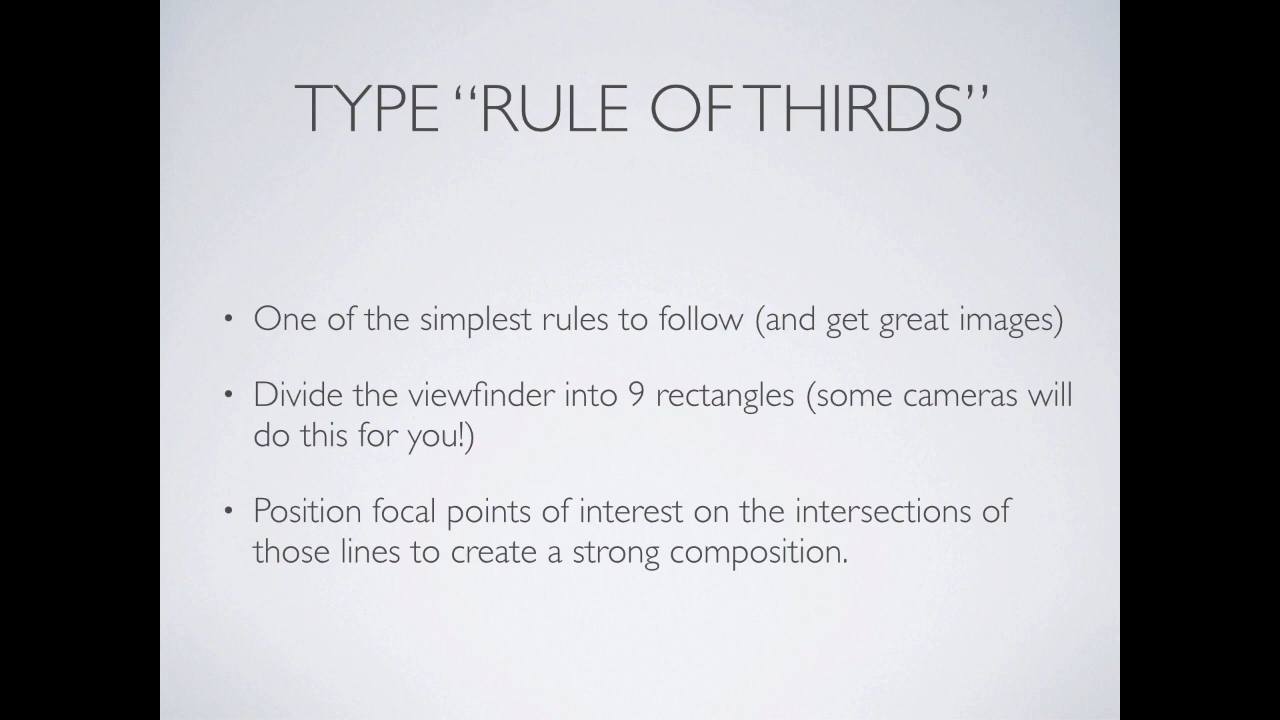 TYPE “RULE OF THIRDS”
• One of the simplest rules to follow (and get great images)
• Divide the viewfinder into 9 rectangles (some cameras will
do this for you!)
• Position focal points of interest on the intersections of
those lines to create a strong composition.